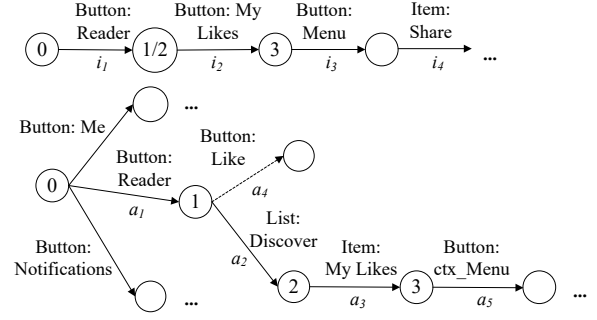 Button: Reader
Button: My Likes
Button: Menu
Item: Share
0
1/2
3
i1
i2
i3
i4
...
Button: Me
...
Button: Like
Button: Reader
0
a1
1
a4
List: Discover
a2
Button: Notifications
...
Item: My Likes
Button: ctx_Menu
2
a3
3
a5
...